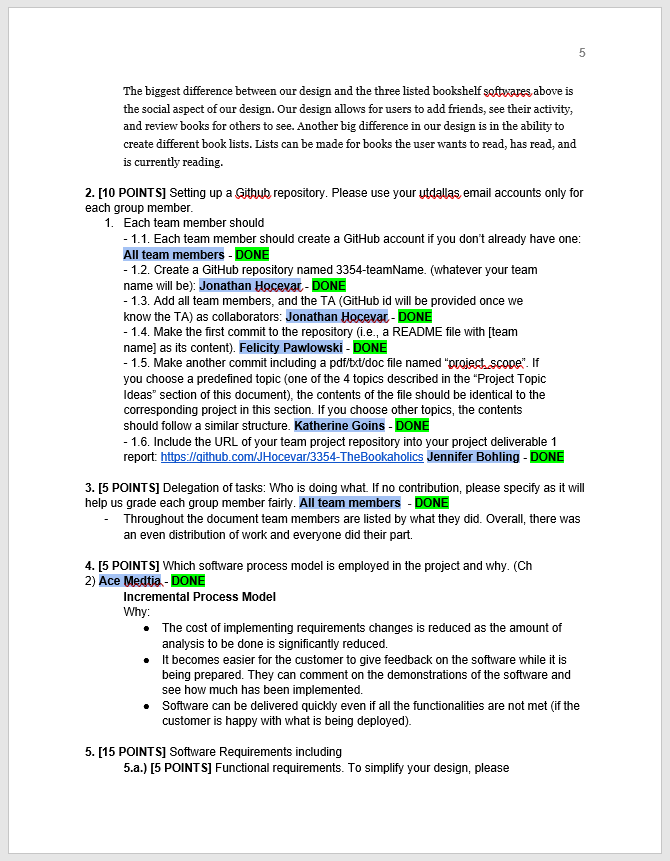 5
The biggest difference between our design and the three listed bookshelf softwares above is
the social aspect of our design. Our design allows for users to add friends, see their activity,
and review books for others to see. Another big difference in our design is in the ability to
create different book lists. Lists can be made for books the user wants to read, has read, and
is currently reading.
2. [10 POINTS] Setting up a Github repository. Please use your utdallas email accounts only for
each group member.
1. Each team member should
- 1.1. Each team member should create a GitHub account if you don't already have one:
All team members - DONE
- 1.2. Create a GitHub repository named 3354-teamName. (whatever your team
name will be): Jonathan Hocevar - DONE
- 1.3. Add all team members, and the TA (GitHub id will be provided once we
know the TA) as collaborators: Jonathan Hocevar - DONE
- 1.4. Make the first commit to the repository (i.e., a README file with [team
name] as its content). Felicity Pawlowski - DONE
- 1.5. Make another commit including a pdf/txt/doc file named “project_scope”. If
you choose a predefined topic (one of the 4 topics described in the “Project Topic
Ideas” section of this document), the contents of the file should be identical to the
corresponding project in this section. If you choose other topics, the contents
should follow a similar structure. Katherine Goins - DONE
- 1.6. Include the URL of your team project repository into your project deliverable 1
report: https://github.com/JHocevar/3354-TheBookaholics Jennifer Bohling - DONE
3. [5 POINTS] Delegation of tasks: Who is doing what. If no contribution, please specify as it will
help us grade each group member fairly. All team members - DONE
- Throughout the document team members are listed by what they did. Overall, there was
an even distribution of work and everyone did their part.
4. [5 POINTS] Which software process model is employed in the project and why. (Ch
2) Ace Medtia - DONE
Incremental Process Model
Why:
● The cost of implementing requirements changes is reduced as the amount of
analysis to be done is significantly reduced.
● It becomes easier for the customer to give feedback on the software while it is
being prepared. They can comment on the demonstrations of the software and
see how much has been implemented.
● Software can be delivered quickly even if all the functionalities are not met (if the
customer is happy with what is being deployed).
5. [15 POINTS] Software Requirements including
5.a.) [5 POINTS] Functional requirements. To simplify your design, please